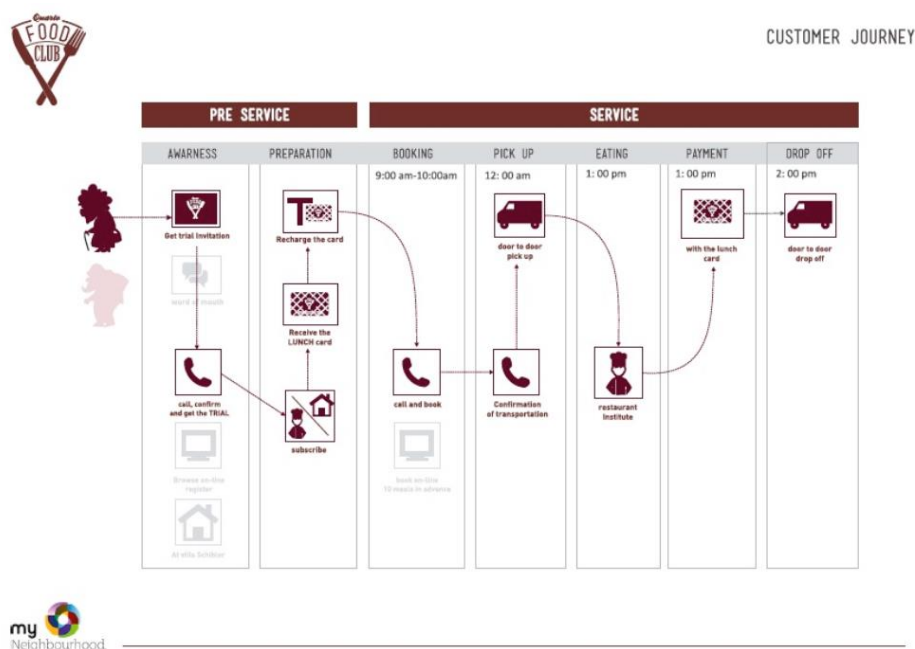 Quarto
FOOD
CLUB
CUSTOMER JOURNEY
PRE SERVICE
SERVICE
AWARNESS
PREPARATION
BOOKING
PICK UP
EATING
PAYMENT
DROP OFF
9:00 am-10:00am
12: 00 am
1: 00 pm
1: 00 pm
2: 00 pm
Get trial Invitation
Recharge the card
door to door
pick up
with the lunch
card
door to door
drop off
word of mouth
Receive the
LUNCH card
call, confirm
and get the TRIAL
subscribe
call and book
Confirmation
of transportation
restaurant
Institute
Browse on-line
register
book on-line
10 meals in advance
At
my
Neighbourhood